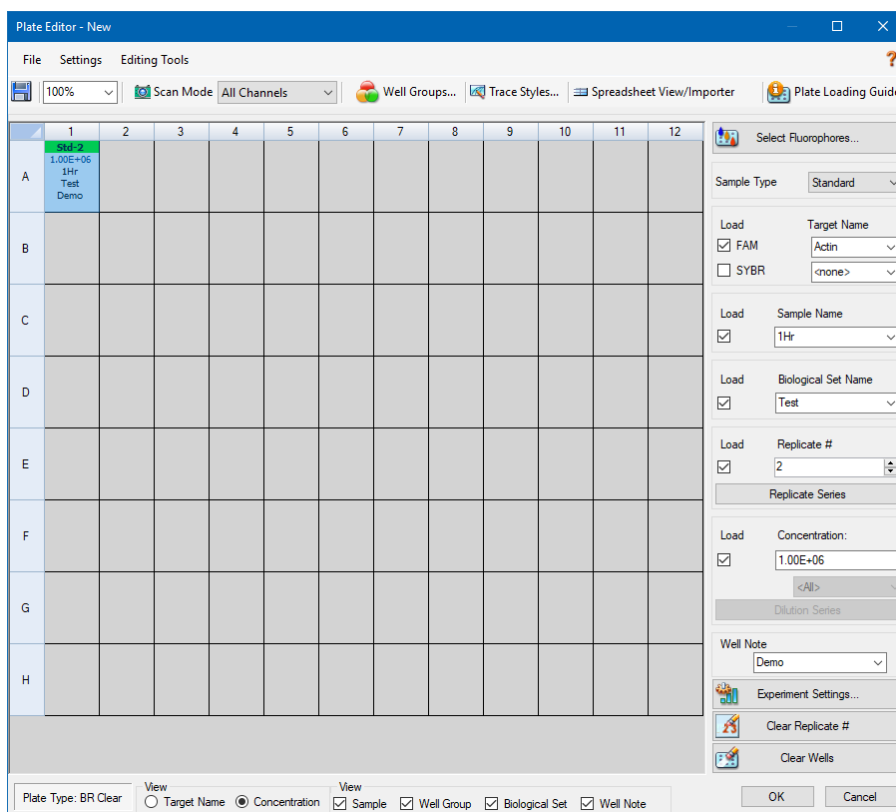 Plate Editor - New
File Settings Editing Tools
100% Scan Mode All Channels Well Groups... Trace Styles... Spreadsheet View/Importer Plate Loading Guide
1 2 3 4 5 6 7 8 9 10 11 12
A
Std-2
1.00E+06
1Hr
Test
Demo
B
C
D
E
F
G
H
Select Fluorophores...
Sample Type Standard
Load Target Name
FAM Actin
SYBR <none>
Load Sample Name
1Hr
Load Biological Set Name
Test
Load Replicate #
2
Replicate Series
Load Concentration:
1.00E+06
<All>
Dilution Series
Well Note
Demo
Experiment Settings...
Clear Replicate #
Clear Wells
Plate Type: BR Clear
View
Target Name Concentration
View
Sample Well Group Biological Set Well Note
OK Cancel